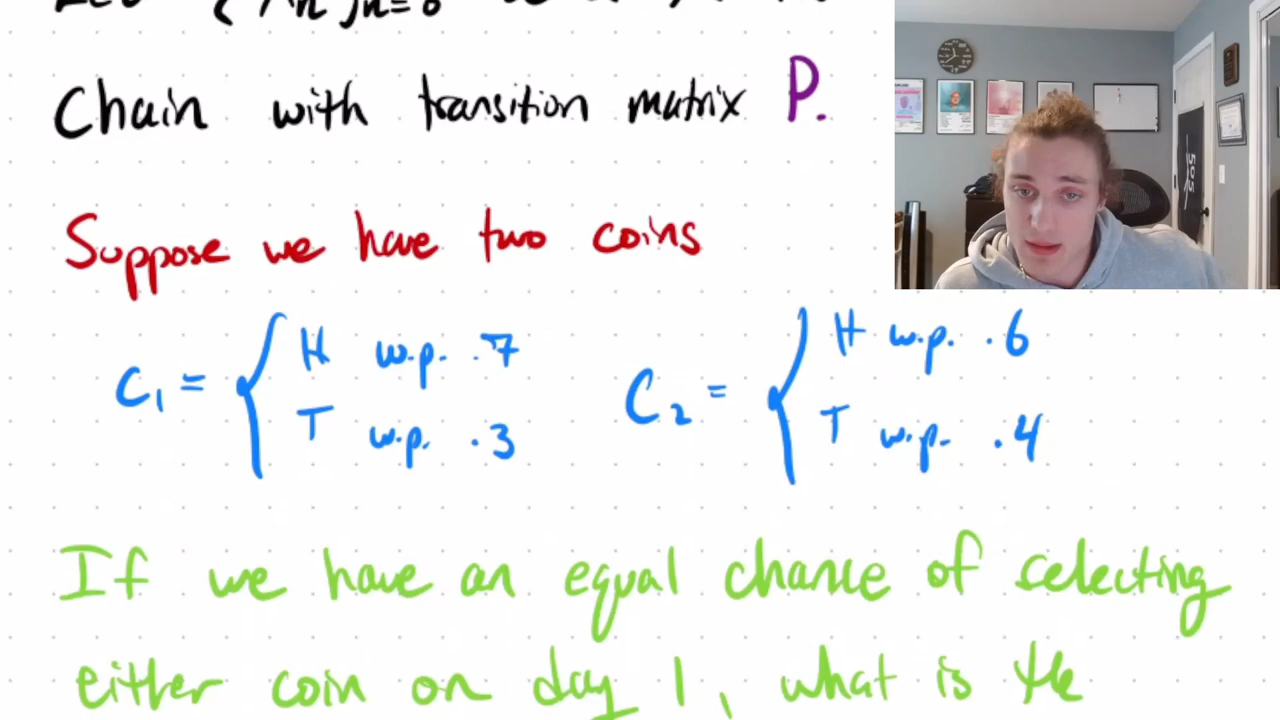 Chain with transition matrix P.
Suppose we have two coins
C1 = { H w.p. .7
T w.p. .3
C2 = { H w.p. .6
T w.p. .4
If we have an equal chance of selecting
either coin on day 1, what is the